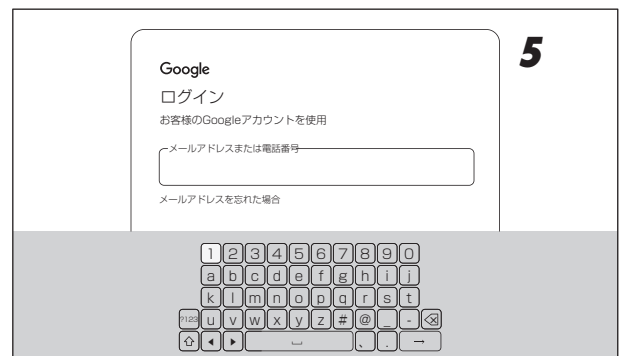 5
Google
ログイン
お客様のGoogleアカウントを使用
メールアドレスまたは電話番号
メールアドレスを忘れた場合
1 2 3 4 5 6 7 8 9 0
a b c d e f g h i j
k l m n o p q r s t
?123 u v w x y z # @ _ -
、 . →